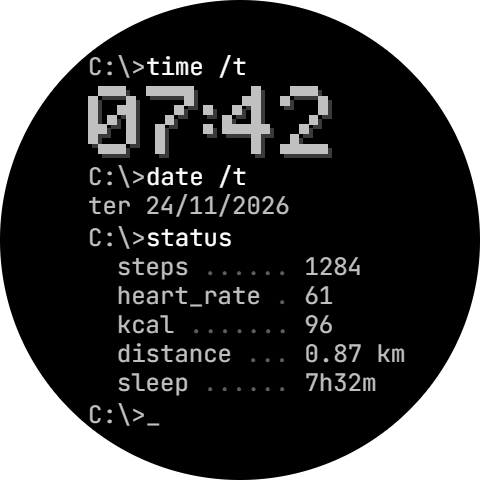 C:\>time /t
07:42
C:\>date /t
ter 24/11/2026
C:\>status
steps ...... 1284
heart_rate . 61
kcal ....... 96
distance ... 0.87 km
sleep ...... 7h32m
C:\>_